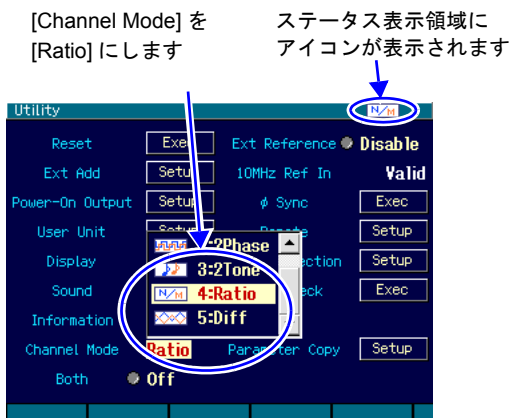 [Channel Mode] を
[Ratio] にします
ステータス表示領域に
アイコンが表示されます
Utility N/M
Reset Exec Ext Reference Disable
Ext Add Setup 10MHz Ref In Valid
Power-On Output Setup φ Sync Exec
User Unit Setup Setup
Display ction Setup
Sound eck Exec
Information
2Phase
3:2Tone
N/M 4:Ratio
5:Diff
Channel Mode Ratio Parameter Copy Setup
Both Off